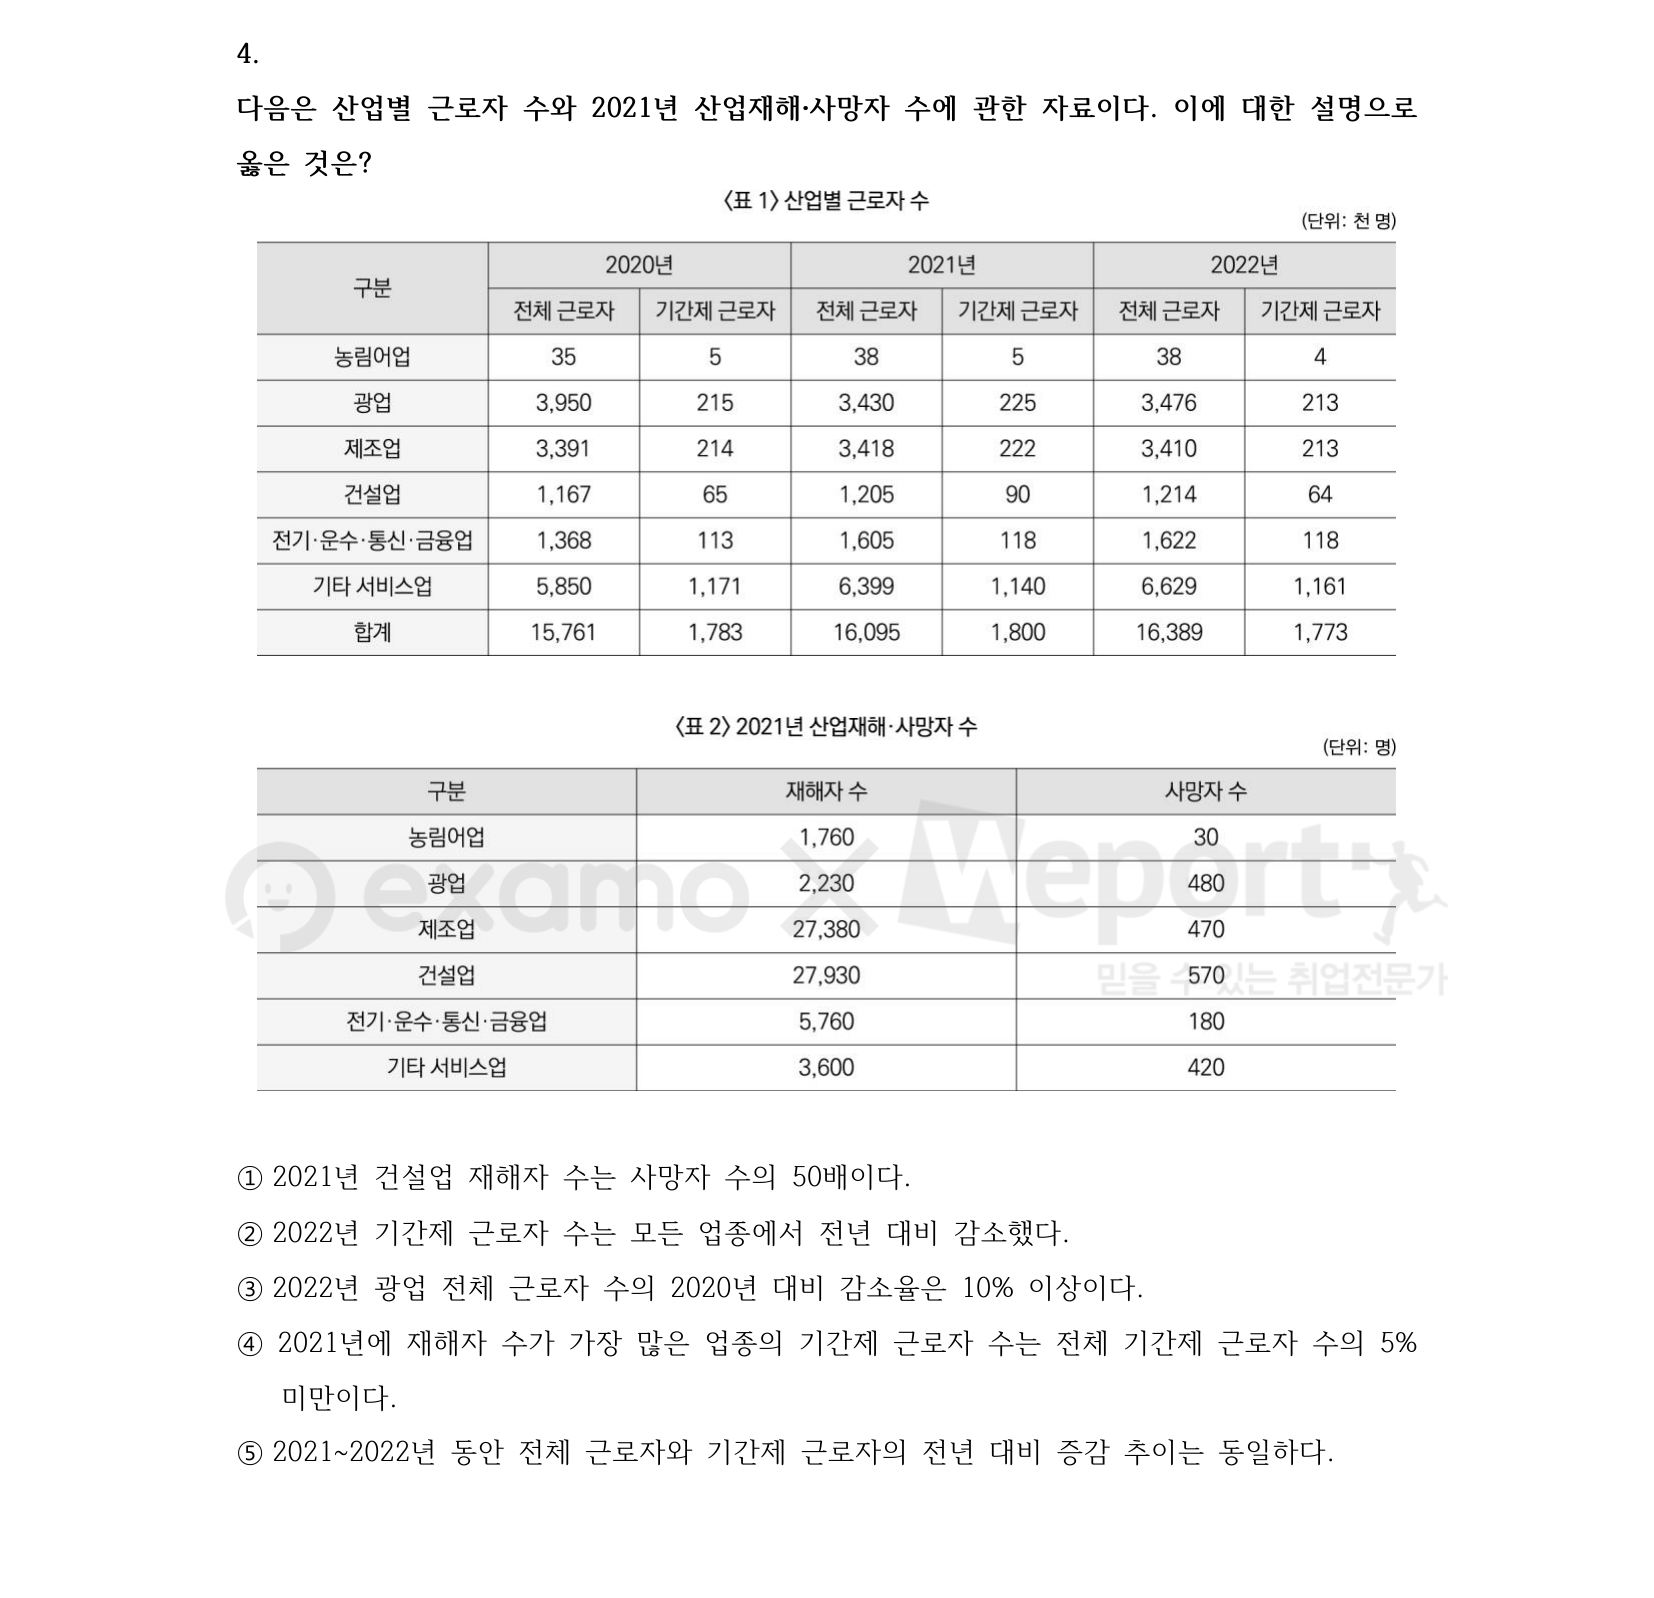 4.
다음은 산업별 근로자 수와 2021년 산업재해·사망자 수에 관한 자료이다. 이에 대한 설명으로
옳은 것은?
〈표 1〉 산업별 근로자 수
(단위: 천 명)
구분 2020년 2021년 2022년
전체 근로자 기간제 근로자 전체 근로자 기간제 근로자 전체 근로자 기간제 근로자
농림어업 35 5 38 5 38 4
광업 3,950 215 3,430 225 3,476 213
제조업 3,391 214 3,418 222 3,410 213
건설업 1,167 65 1,205 90 1,214 64
전기·운수·통신·금융업 1,368 113 1,605 118 1,622 118
기타 서비스업 5,850 1,171 6,399 1,140 6,629 1,161
합계 15,761 1,783 16,095 1,800 16,389 1,773
〈표 2〉 2021년 산업재해·사망자 수
(단위: 명)
구분 재해자 수 사망자 수
농림어업 1,760 30
광업 2,230 480
제조업 27,380 470
건설업 27,930 570
전기·운수·통신·금융업 5,760 180
기타 서비스업 3,600 420
examo × Weport
믿을 수 있는 취업전문가
① 2021년 건설업 재해자 수는 사망자 수의 50배이다.
② 2022년 기간제 근로자 수는 모든 업종에서 전년 대비 감소했다.
③ 2022년 광업 전체 근로자 수의 2020년 대비 감소율은 10% 이상이다.
④ 2021년에 재해자 수가 가장 많은 업종의 기간제 근로자 수는 전체 기간제 근로자 수의 5%
미만이다.
⑤ 2021~2022년 동안 전체 근로자와 기간제 근로자의 전년 대비 증감 추이는 동일하다.